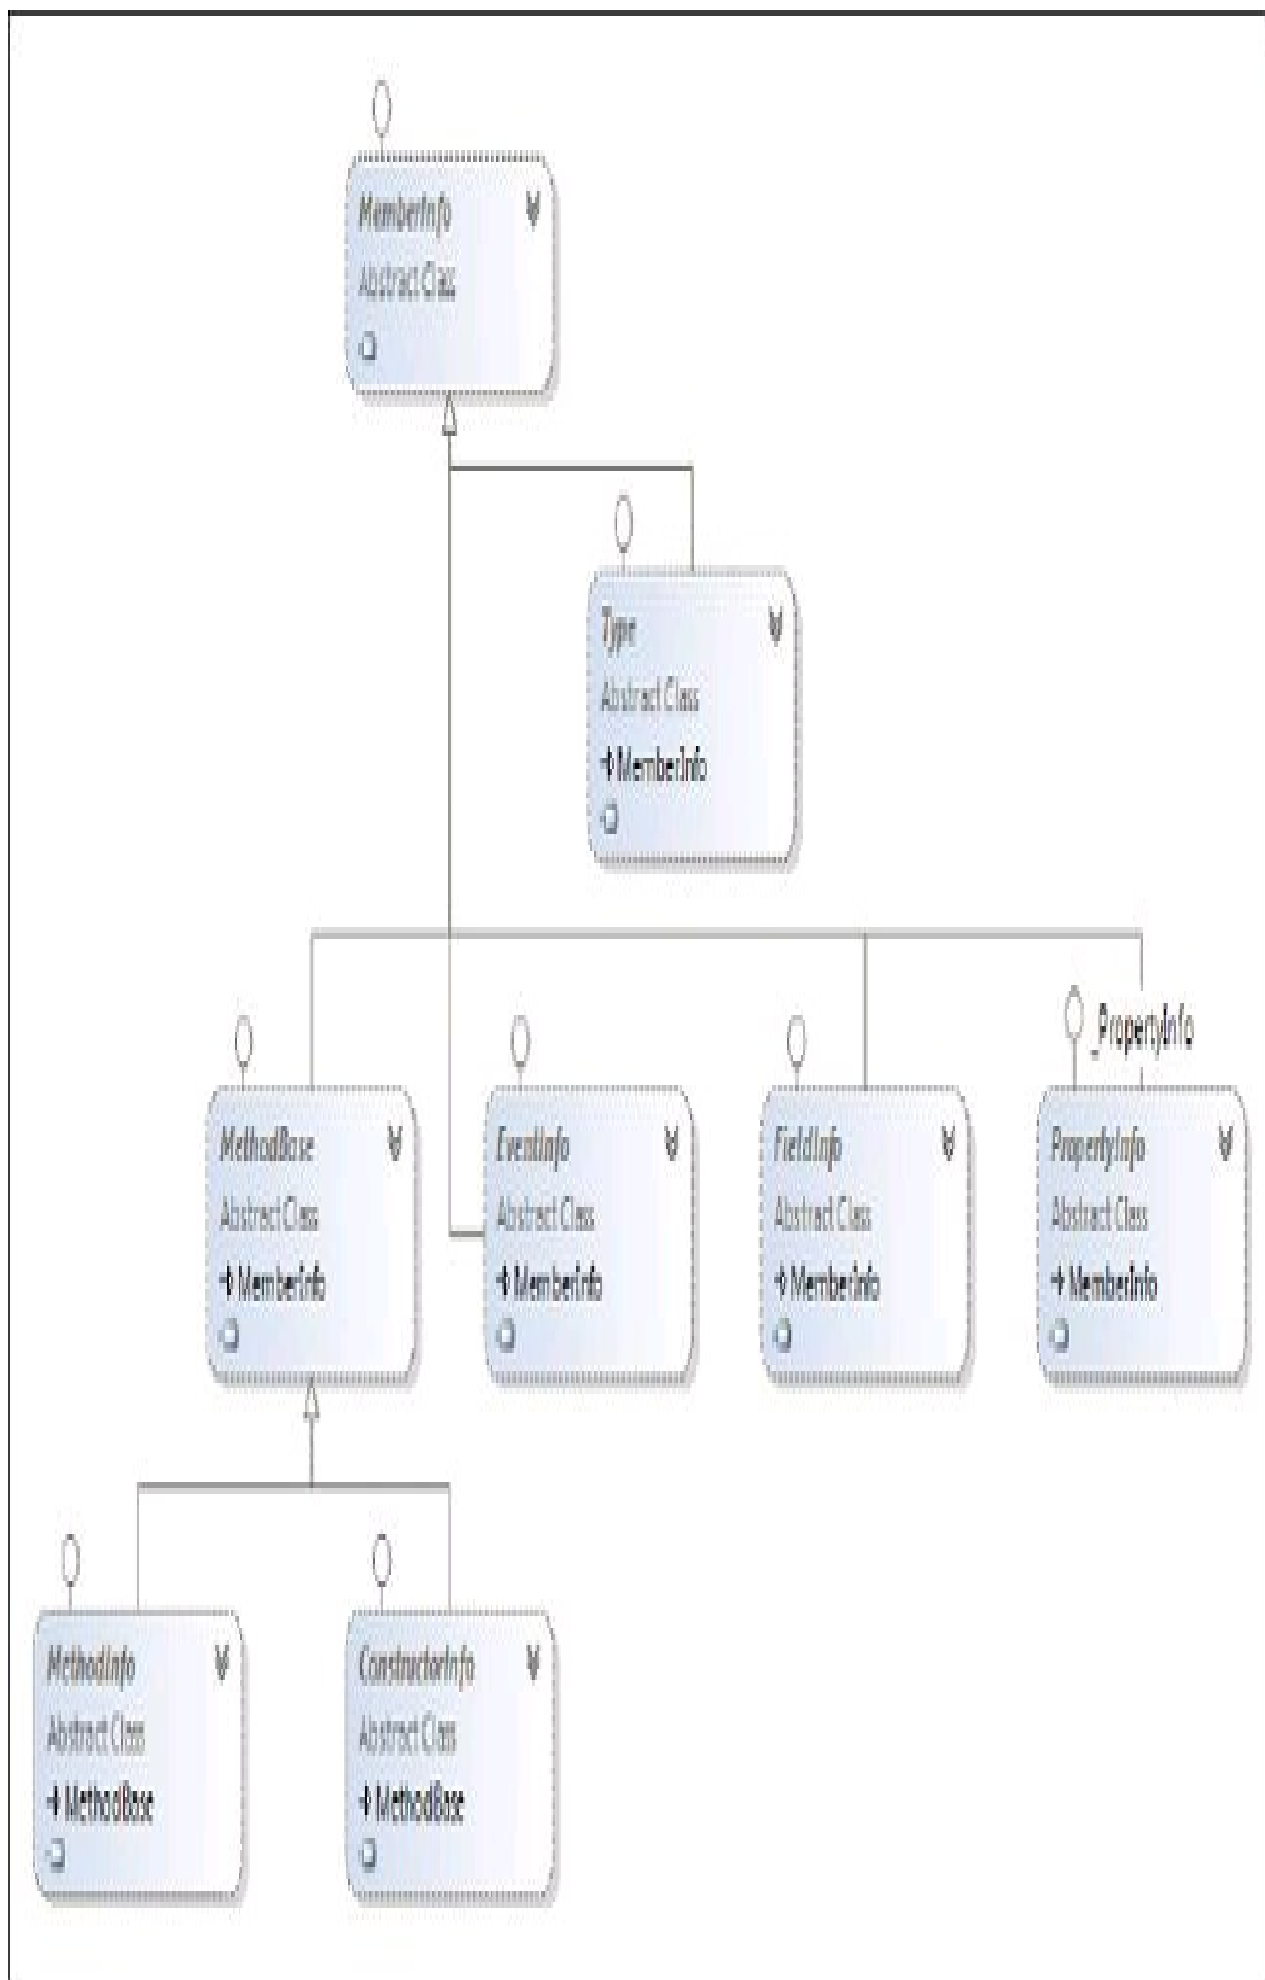 MemberInfo
Abstract Class
Type
Abstract Class
MemberInfo
_PropertyInfo
MethodBase
Abstract Class
MemberInfo
EventInfo
Abstract Class
MemberInfo
FieldInfo
Abstract Class
MemberInfo
PropertyInfo
Abstract Class
MemberInfo
MethodInfo
Abstract Class
MethodBase
ConstructorInfo
Abstract Class
MethodBase